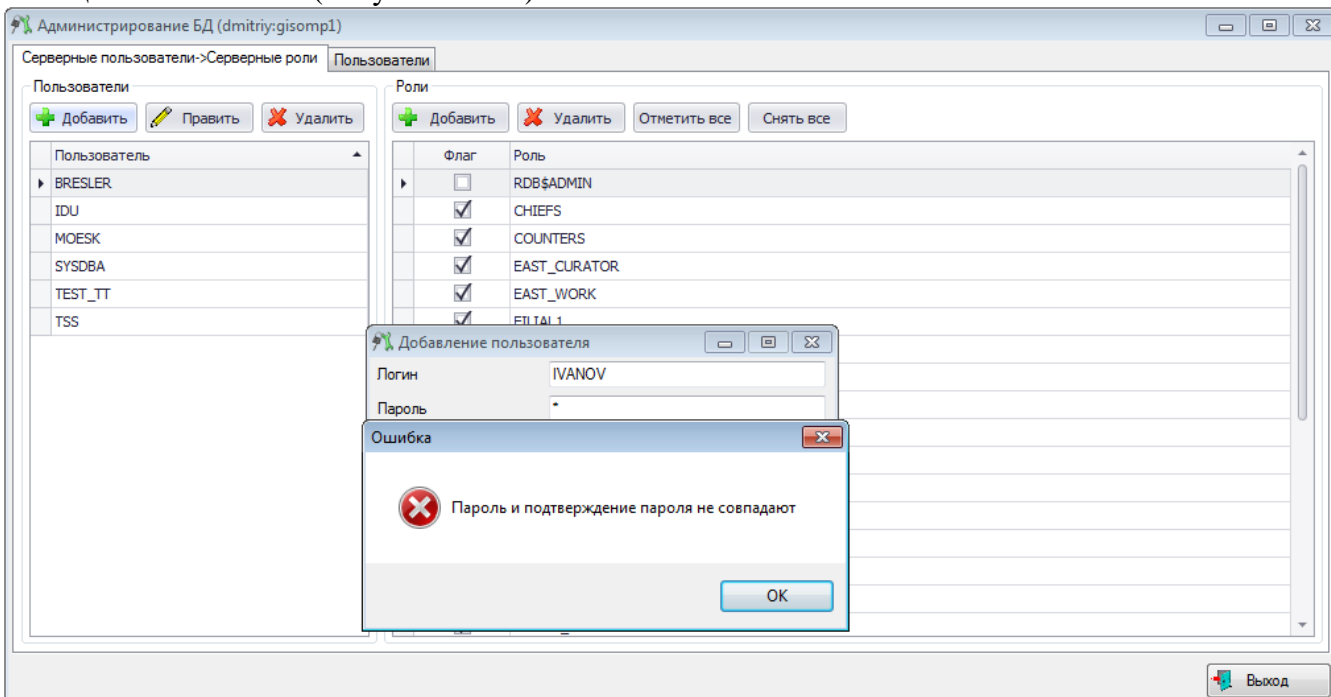 Администрирование БД (dmitriy:gisomp1)
Серверные пользователи->Серверные роли Пользователи
Пользователи Роли
Добавить Править Удалить Добавить Удалить Отметить все Снять все
Пользователь Флаг Роль
BRESLER RDB$ADMIN
IDU CHIEFS
MOESK COUNTERS
SYSDBA EAST_CURATOR
TEST_TT EAST_WORK
TSS FILIAL1
Добавление пользователя
Логин IVANOV
Пароль *
Ошибка
Пароль и подтверждение пароля не совпадают
OK
Выход